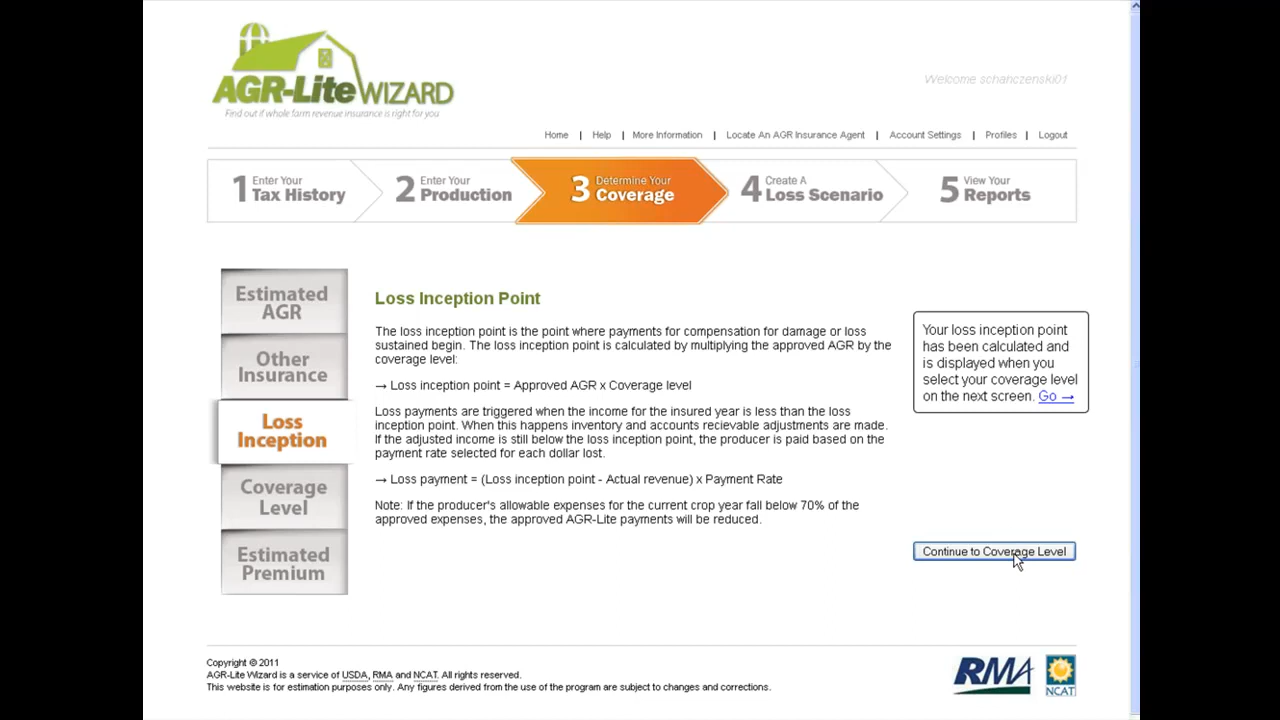 AGR-Lite WIZARD
Find out if whole farm revenue insurance is right for you
Welcome schahczenski01
Home | Help | More Information | Locate An AGR Insurance Agent | Account Settings | Profiles | Logout
1 Enter Your Tax History
2 Enter Your Production
3 Determine Your Coverage
4 Create A Loss Scenario
5 View Your Reports
Estimated
AGR
Other
Insurance
Loss
Inception
Coverage
Level
Estimated
Premium
Loss Inception Point
The loss inception point is the point where payments for compensation for damage or loss
sustained begin. The loss inception point is calculated by multiplying the approved AGR by the
coverage level:
→ Loss inception point = Approved AGR x Coverage level
Loss payments are triggered when the income for the insured year is less than the loss
inception point. When this happens inventory and accounts recievable adjustments are made.
If the adjusted income is still below the loss inception point, the producer is paid based on the
payment rate selected for each dollar lost.
→ Loss payment = (Loss inception point - Actual revenue) x Payment Rate
Note: If the producer's allowable expenses for the current crop year fall below 70% of the
approved expenses, the approved AGR-Lite payments will be reduced.
Your loss inception point
has been calculated and
is displayed when you
select your coverage level
on the next screen. Go →
Continue to Coverage Level
Copyright © 2011
AGR-Lite Wizard is a service of USDA, RMA and NCAT. All rights reserved.
This website is for estimation purposes only. Any figures derived from the use of the program are subject to changes and corrections.
RMA
NCAT